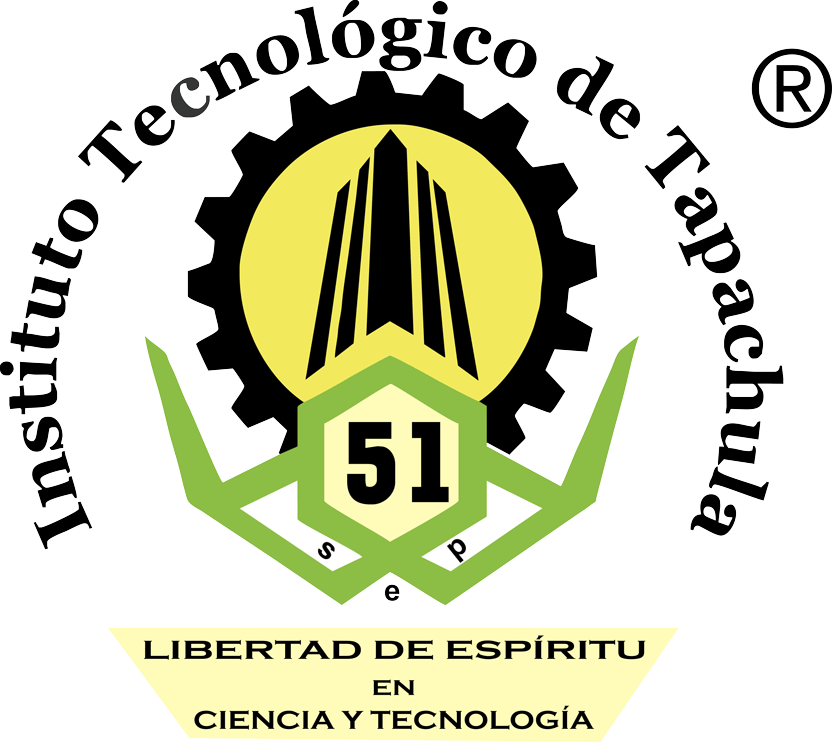 Instituto Tecnológico de Tapachula
®
51
s e p
LIBERTAD DE ESPÍRITU
EN
CIENCIA Y TECNOLOGÍA